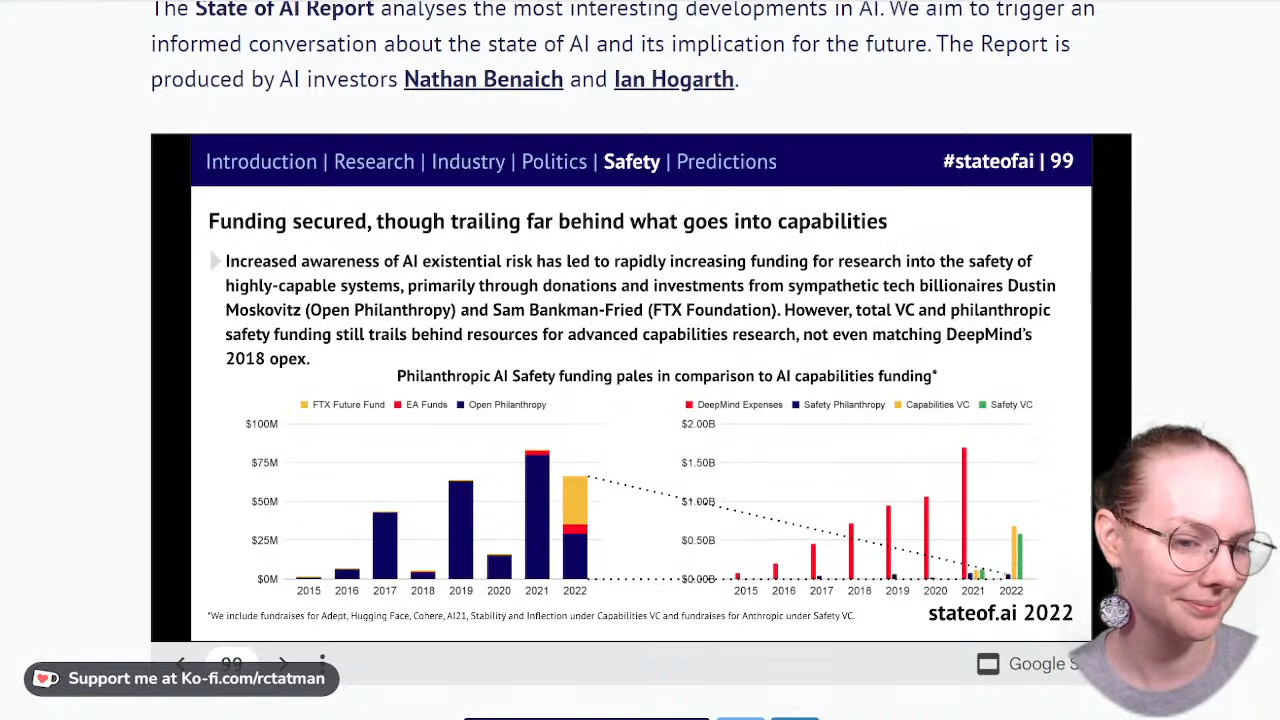 The State of AI Report analyses the most interesting developments in AI. We aim to trigger an
informed conversation about the state of AI and its implication for the future. The Report is
produced by AI investors Nathan Benaich and Ian Hogarth.
Introduction | Research | Industry | Politics | Safety | Predictions
#stateofai | 99
Funding secured, though trailing far behind what goes into capabilities
Increased awareness of AI existential risk has led to rapidly increasing funding for research into the safety of
highly-capable systems, primarily through donations and investments from sympathetic tech billionaires Dustin
Moskovitz (Open Philanthropy) and Sam Bankman-Fried (FTX Foundation). However, total VC and philanthropic
safety funding still trails behind resources for advanced capabilities research, not even matching DeepMind's
2018 opex.
Philanthropic AI Safety funding pales in comparison to AI capabilities funding*
FTX Future Fund EA Funds Open Philanthropy
$100M
$75M
$50M
$25M
$0M
2015 2016 2017 2018 2019 2020 2021 2022
DeepMind Expenses Safety Philanthropy Capabilities VC Safety VC
$2.00B
$1.50B
$1.00B
$0.50B
$0.00B
2015 2016 2017 2018 2019 2020 2021 2022
*We include fundraises for Adept, Hugging Face, Cohere, AI21, Stability and Inflection under Capabilities VC and fundraises for Anthropic under Safety VC.
stateof.ai 2022
99
Google S
Support me at Ko-fi.com/rctatman